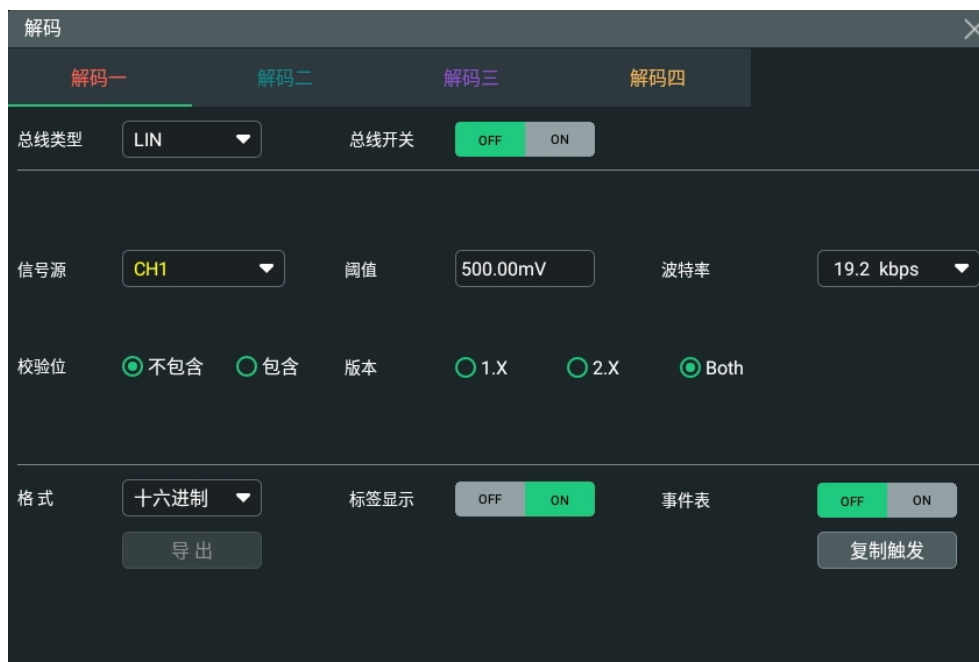 解码
解码一 解码二 解码三 解码四
总线类型 LIN 总线开关 OFF ON
信号源 CH1 阈值 500.00mV 波特率 19.2 kbps
校验位 不包含 包含 版本 1.X 2.X Both
格式 十六进制 标签显示 OFF ON 事件表 OFF ON
导出 复制触发